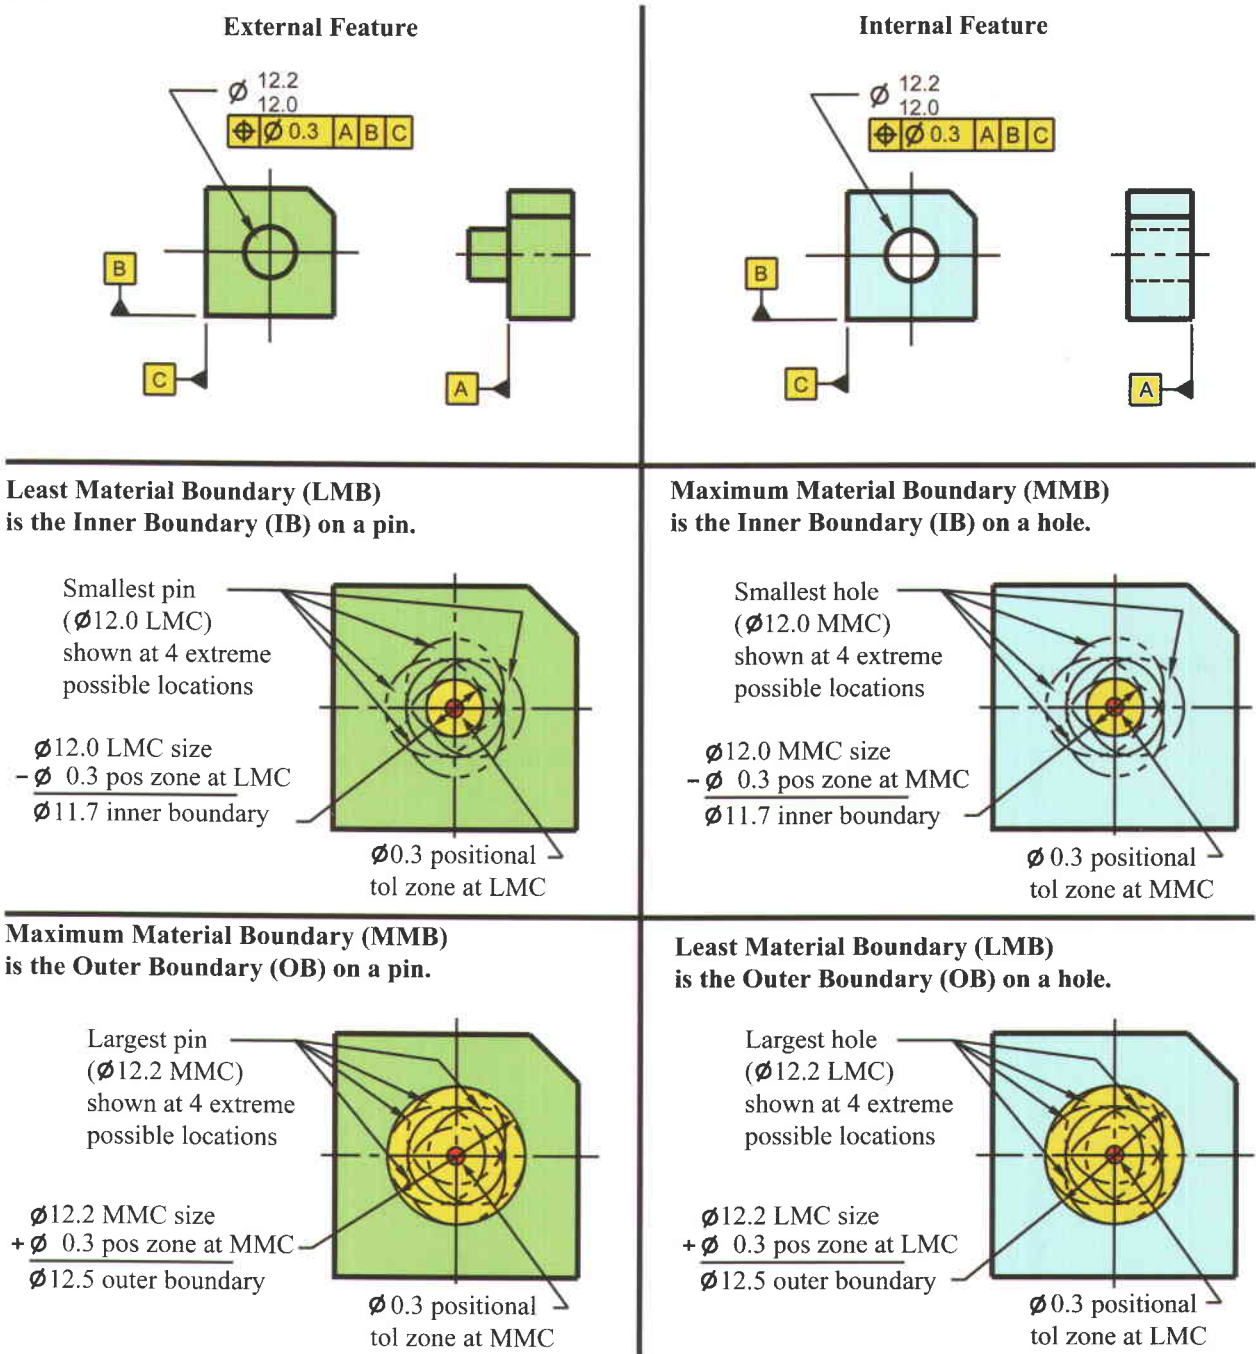 External Feature
Ø 12.2
12.0
⌖ Ø 0.3 A B C
B
C
A
Internal Feature
Ø 12.2
12.0
⌖ Ø 0.3 A B C
B
C
A
Least Material Boundary (LMB)
is the Inner Boundary (IB) on a pin.
Smallest pin
(Ø12.0 LMC)
shown at 4 extreme
possible locations
Ø12.0 LMC size
- Ø 0.3 pos zone at LMC
Ø11.7 inner boundary
Ø0.3 positional
tol zone at LMC
Maximum Material Boundary (MMB)
is the Inner Boundary (IB) on a hole.
Smallest hole
(Ø12.0 MMC)
shown at 4 extreme
possible locations
Ø12.0 MMC size
- Ø 0.3 pos zone at MMC
Ø11.7 inner boundary
Ø 0.3 positional
tol zone at MMC
Maximum Material Boundary (MMB)
is the Outer Boundary (OB) on a pin.
Largest pin
(Ø12.2 MMC)
shown at 4 extreme
possible locations
Ø12.2 MMC size
+ Ø 0.3 pos zone at MMC
Ø12.5 outer boundary
Ø 0.3 positional
tol zone at MMC
Least Material Boundary (LMB)
is the Outer Boundary (OB) on a hole.
Largest hole
(Ø12.2 LMC)
shown at 4 extreme
possible locations
Ø12.2 LMC size
+ Ø 0.3 pos zone at LMC
Ø12.5 outer boundary
Ø 0.3 positional
tol zone at LMC